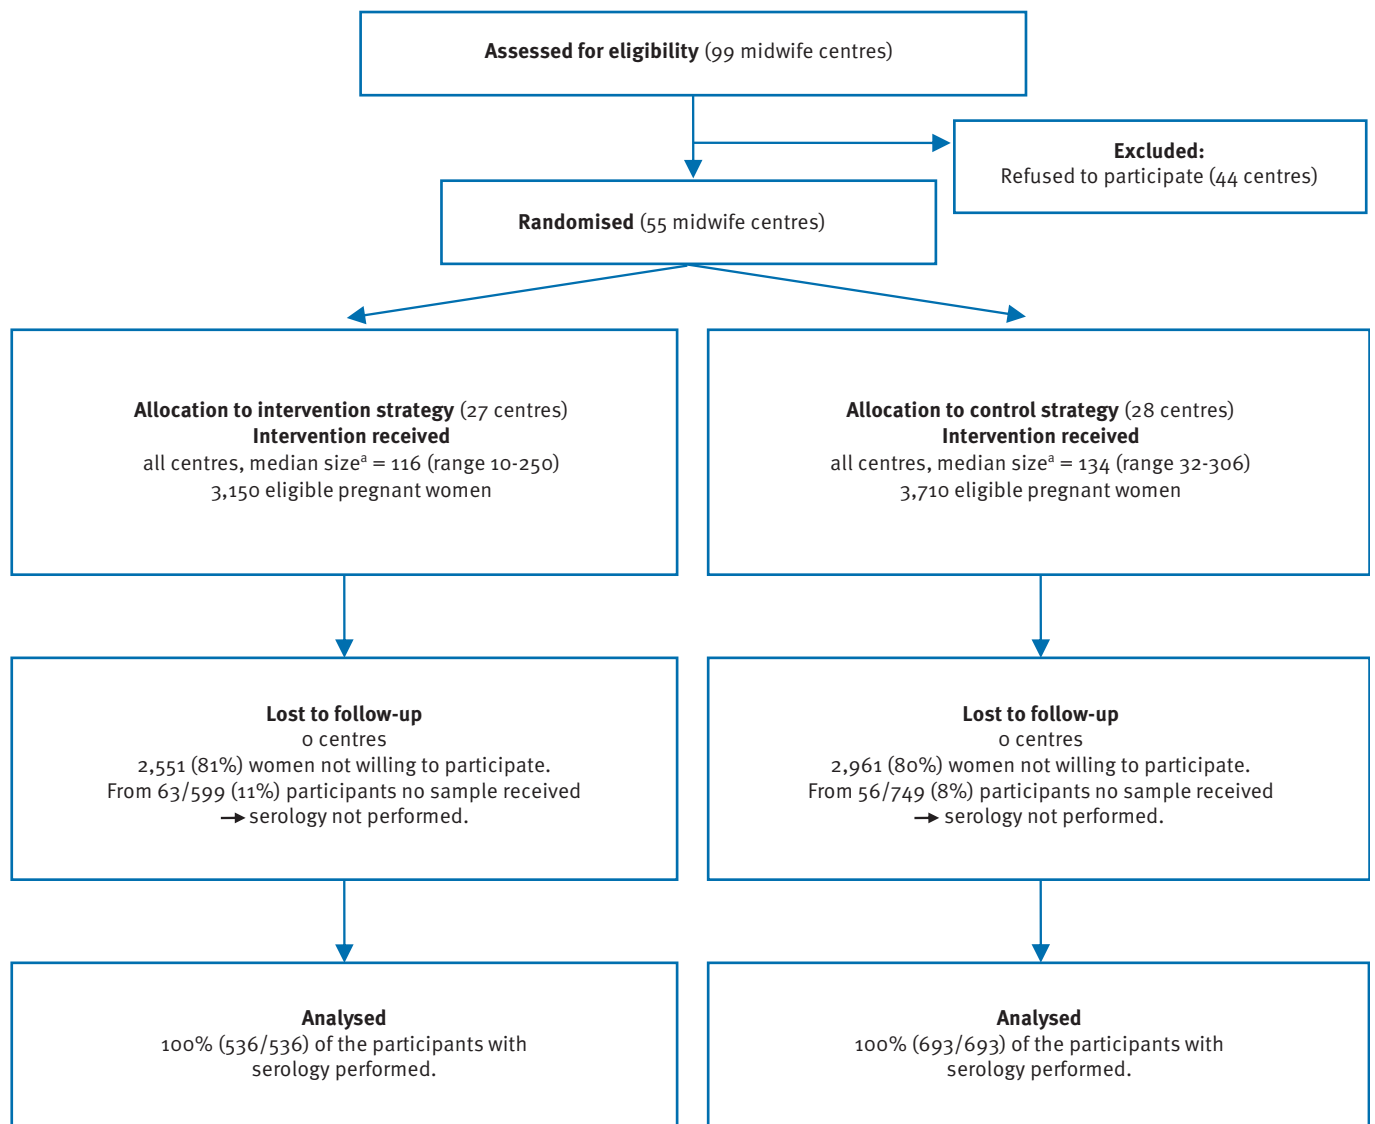 Assessed for eligibility (99 midwife centres)
Excluded:
Refused to participate (44 centres)
Randomised (55 midwife centres)
Allocation to intervention strategy (27 centres)
Intervention received
all centres, median sizeᵃ = 116 (range 10-250)
3,150 eligible pregnant women
Allocation to control strategy (28 centres)
Intervention received
all centres, median sizeᵃ = 134 (range 32-306)
3,710 eligible pregnant women
Lost to follow-up
0 centres
2,551 (81%) women not willing to participate.
From 63/599 (11%) participants no sample received
→ serology not performed.
Lost to follow-up
0 centres
2,961 (80%) women not willing to participate.
From 56/749 (8%) participants no sample received
→ serology not performed.
Analysed
100% (536/536) of the participants with
serology performed.
Analysed
100% (693/693) of the participants with
serology performed.